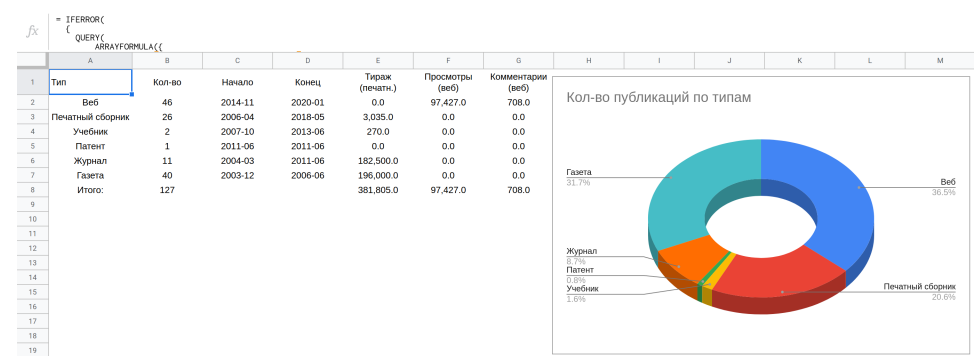 fx
= IFERROR(
{
QUERY(
ARRAYFORMULA({
A B C D E F G H I J K L M
1 Тип Кол-во Начало Конец Тираж (печатн.) Просмотры (веб) Комментарии (веб)
2 Веб 46 2014-11 2020-01 0.0 97,427.0 708.0
3 Печатный сборник 26 2006-04 2018-05 3,035.0 0.0 0.0
4 Учебник 2 2007-10 2013-06 270.0 0.0 0.0
5 Патент 1 2011-06 2011-06 0.0 0.0 0.0
6 Журнал 11 2004-03 2011-06 182,500.0 0.0 0.0
7 Газета 40 2003-12 2006-06 196,000.0 0.0 0.0
8 Итого: 127 381,805.0 97,427.0 708.0
9
10
11
12
13
14
15
16
17
18
19
Кол-во публикаций по типам
Газета
31.7%
Веб
36.5%
Журнал
8.7%
Патент
0.8%
Учебник
1.6%
Печатный сборник
20.6%